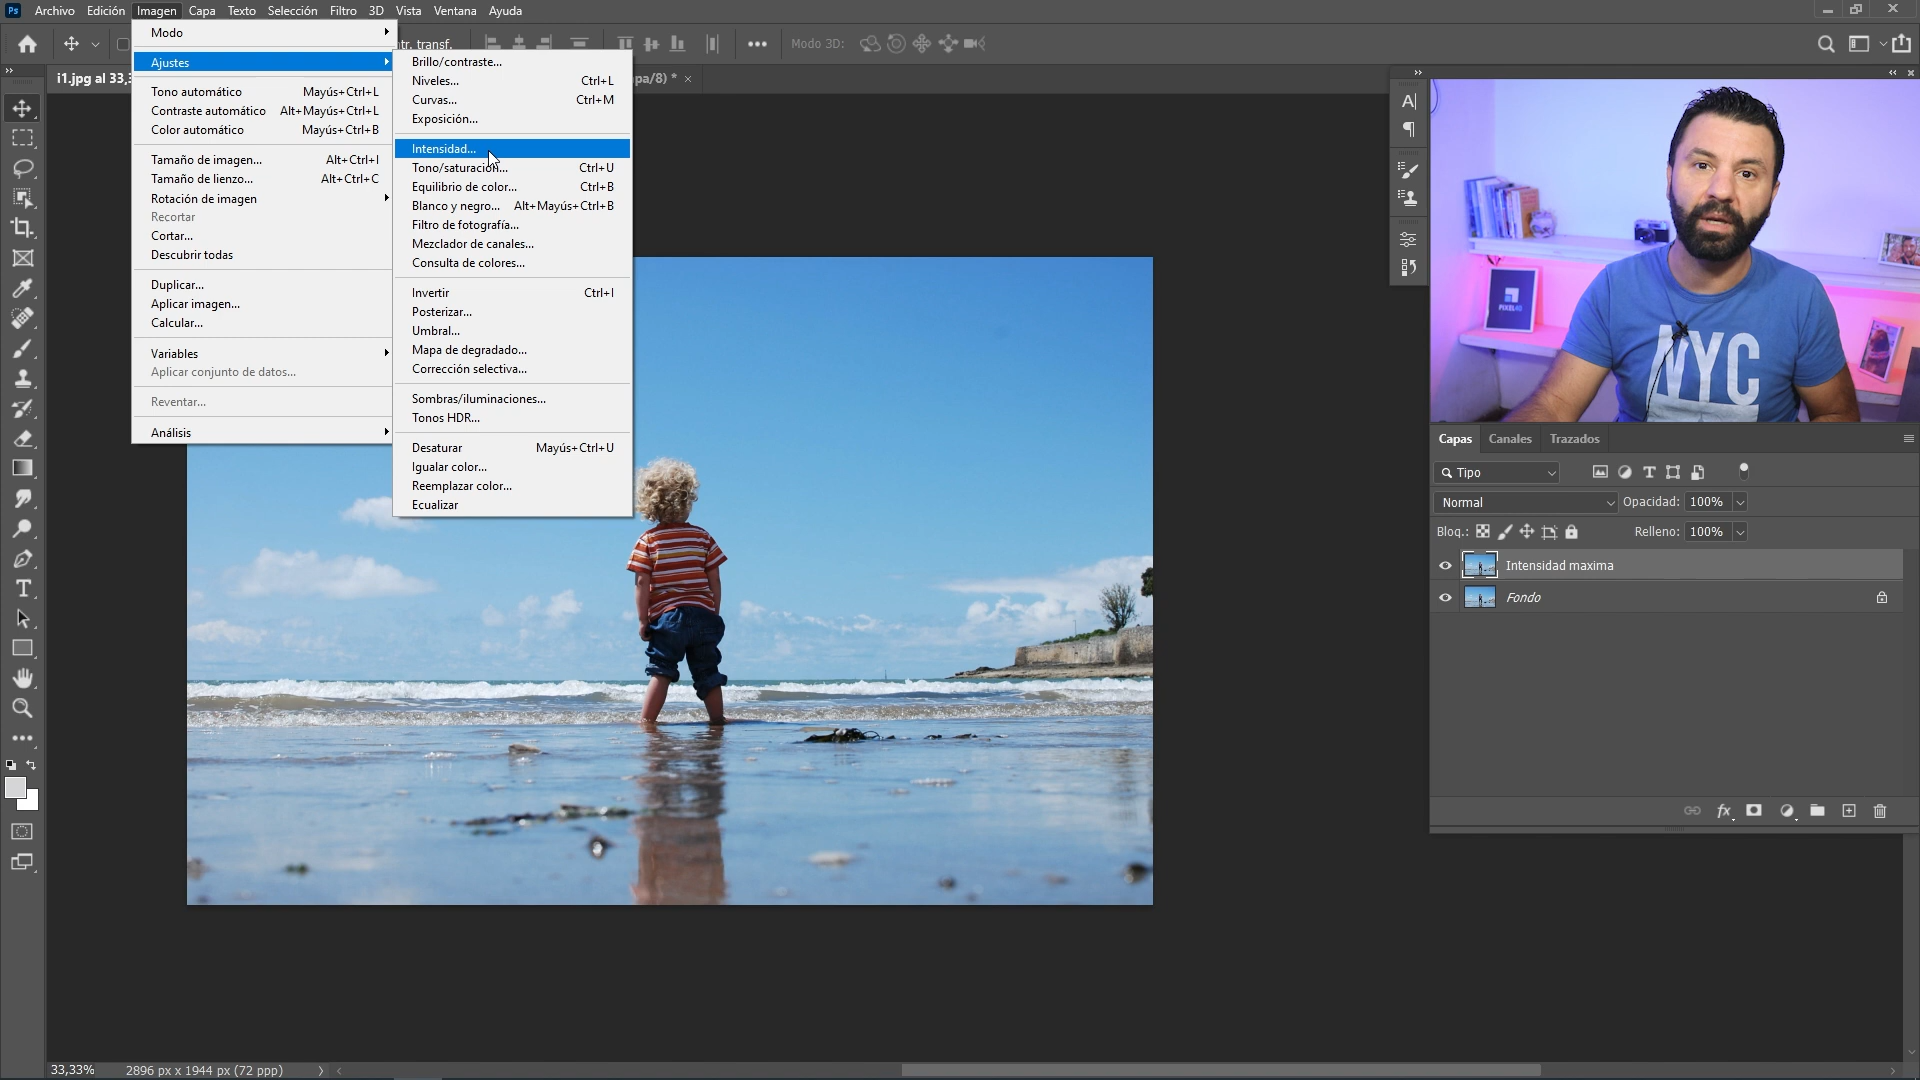 Ps
Archivo Edición Imagen Capa Texto Selección Filtro 3D Vista Ventana Ayuda
Modo
ntr. transf.
Modo 3D:
i1.jpg al 33,3
pa/8) * ×
Ajustes
Tono automático Mayús+Ctrl+L
Contraste automático Alt+Mayús+Ctrl+L
Color automático Mayús+Ctrl+B
Tamaño de imagen... Alt+Ctrl+I
Tamaño de lienzo... Alt+Ctrl+C
Rotación de imagen
Recortar
Cortar...
Descubrir todas
Duplicar...
Aplicar imagen...
Calcular...
Variables
Aplicar conjunto de datos...
Reventar...
Análisis
Brillo/contraste...
Niveles... Ctrl+L
Curvas... Ctrl+M
Exposición...
Intensidad...
Tono/saturación... Ctrl+U
Equilibrio de color... Ctrl+B
Blanco y negro... Alt+Mayús+Ctrl+B
Filtro de fotografía...
Mezclador de canales...
Consulta de colores...
Invertir Ctrl+I
Posterizar...
Umbral...
Mapa de degradado...
Corrección selectiva...
Sombras/iluminaciones...
Tonos HDR...
Desaturar Mayús+Ctrl+U
Igualar color...
Reemplazar color...
Ecualizar
PIXEL
NYC
Capas Canales Trazados
Tipo
Normal Opacidad: 100%
Bloq.: Relleno: 100%
Intensidad maxima
Fondo
33,33% 2896 px x 1944 px (72 ppp)